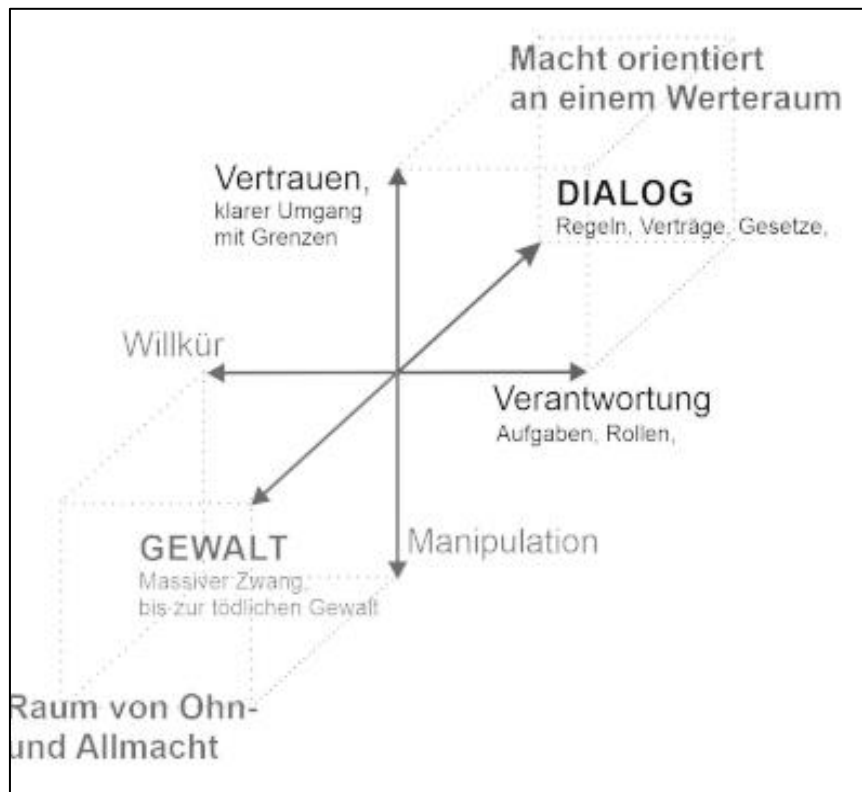 Macht orientiert
an einem Werteraum
Vertrauen,
klarer Umgang
mit Grenzen
DIALOG
Regeln, Verträge, Gesetze,
Willkür
Verantwortung
Aufgaben, Rollen,
GEWALT
Massiver Zwang,
bis zur tödlichen Gewalt
Manipulation
Raum von Ohn-
und Allmacht